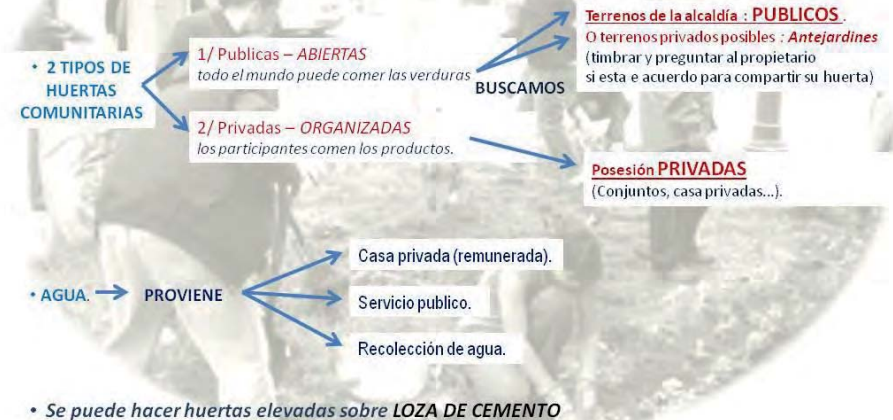 • 2 TIPOS DE
HUERTAS
COMUNITARIAS
1/ Publicas – ABIERTAS
todo el mundo puede comer las verduras
2/ Privadas – ORGANIZADAS
los participantes comen los productos.
BUSCAMOS
Terrenos de la alcaldía : PUBLICOS .
O terrenos privados posibles : Antejardines
(timbrar y preguntar al propietario
si esta e acuerdo para compartir su huerta)
Posesión PRIVADAS
(Conjuntos, casa privadas...).
• AGUA.
PROVIENE
Casa privada (remunerada).
Servicio publico.
Recolección de agua.
• Se puede hacer huertas elevadas sobre LOZA DE CEMENTO